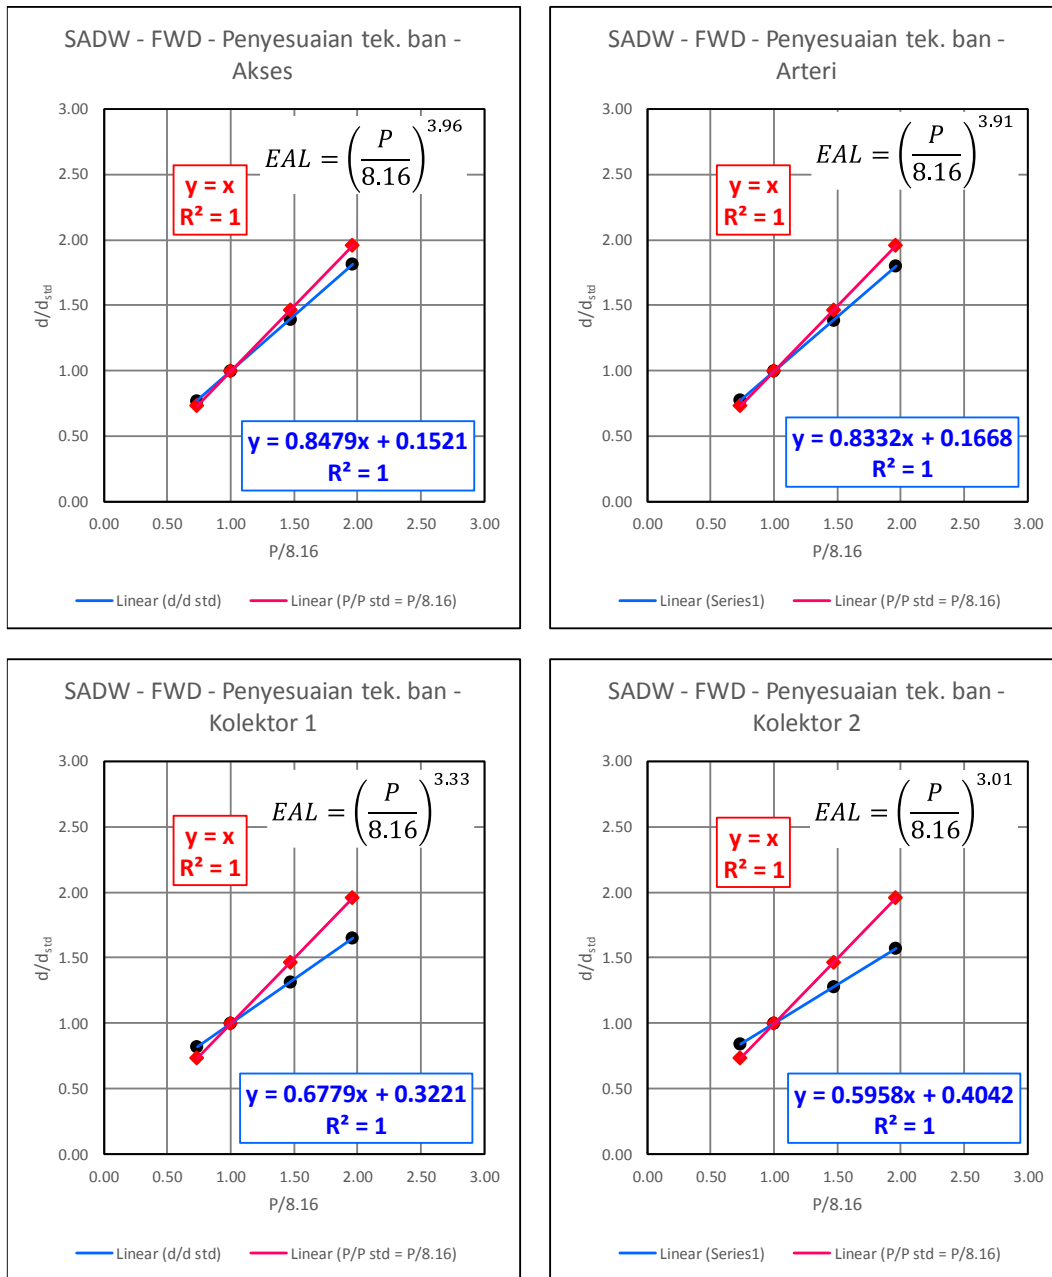 SADW - FWD - Penyesuaian tek. ban -
Akses
EAL = (P/8.16)^3.96
y = x
R² = 1
y = 0.8479x + 0.1521
R² = 1
3.00
2.50
2.00
1.50
1.00
0.50
0.00
d/d_std
0.00 0.50 1.00 1.50 2.00 2.50 3.00
P/8.16
Linear (d/d std) Linear (P/P std = P/8.16)
SADW - FWD - Penyesuaian tek. ban -
Arteri
EAL = (P/8.16)^3.91
y = x
R² = 1
y = 0.8332x + 0.1668
R² = 1
3.00
2.50
2.00
1.50
1.00
0.50
0.00
d/d_std
0.00 0.50 1.00 1.50 2.00 2.50 3.00
P/8.16
Linear (Series1) Linear (P/P std = P/8.16)
SADW - FWD - Penyesuaian tek. ban -
Kolektor 1
EAL = (P/8.16)^3.33
y = x
R² = 1
y = 0.6779x + 0.3221
R² = 1
3.00
2.50
2.00
1.50
1.00
0.50
0.00
d/d_std
0.00 0.50 1.00 1.50 2.00 2.50 3.00
P/8.16
Linear (d/d std) Linear (P/P std = P/8.16)
SADW - FWD - Penyesuaian tek. ban -
Kolektor 2
EAL = (P/8.16)^3.01
y = x
R² = 1
y = 0.5958x + 0.4042
R² = 1
3.00
2.50
2.00
1.50
1.00
0.50
0.00
d/d_std
0.00 0.50 1.00 1.50 2.00 2.50 3.00
P/8.16
Linear (Series1) Linear (P/P std = P/8.16)